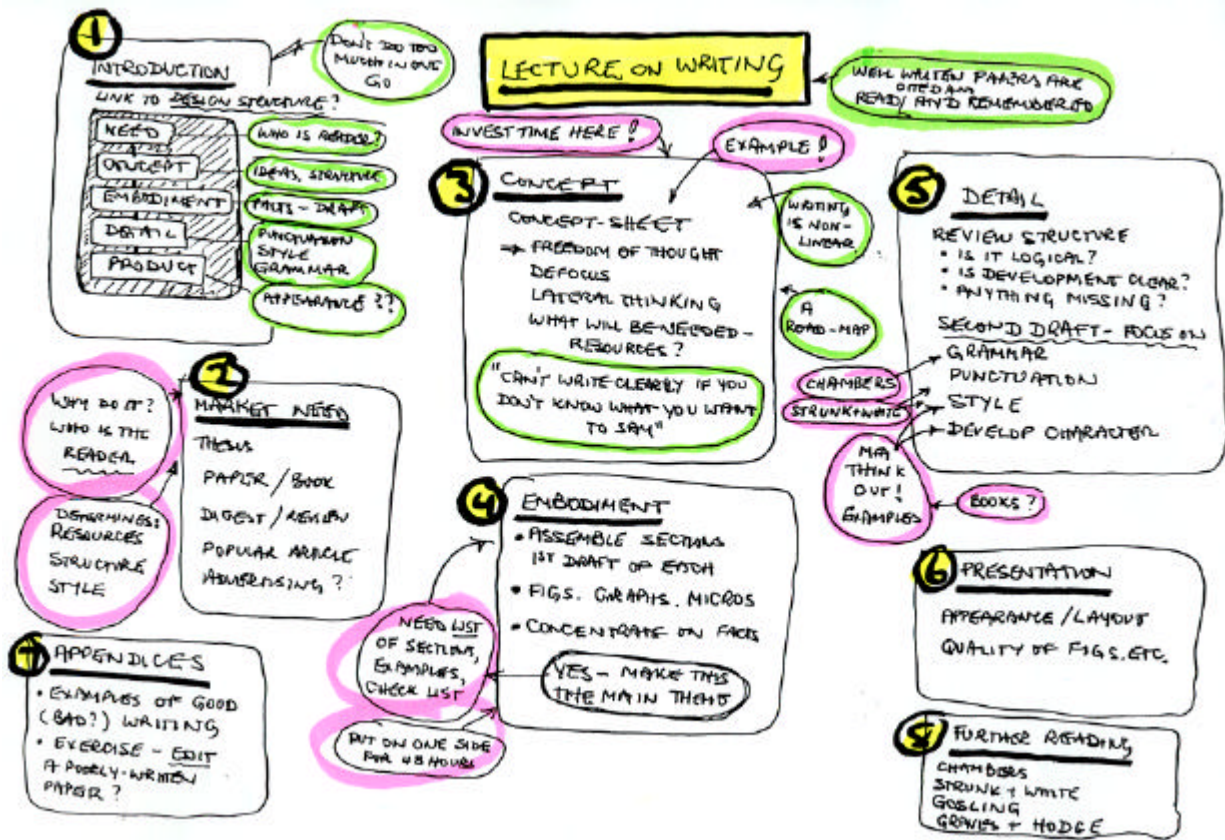 LECTURE ON WRITING
WELL WRITTEN PAPERS ARE
READ AND REMEMBERED
1
INTRODUCTION
DON'T DO TOO
MUCH IN ONE
GO
LINK TO DESIGN STRUCTURE?
NEED
WHO IS READER?
CONCEPT
IDEAS, STRUCTURE
EMBODIMENT
FACTS - DRAFT
DETAIL
PUNCTUATION
STYLE
GRAMMAR
PRODUCT
APPEARANCE??
2
MARKET NEED
THESIS
PAPER / BOOK
DIGEST / REVIEW
POPULAR ARTICLE
ADVERTISING?
WHY DO IT?
WHO IS THE
READER
DETERMINES:
RESOURCES
STRUCTURE
STYLE
INVEST TIME HERE!
EXAMPLE!
3
CONCEPT
CONCEPT-SHEET
→ FREEDOM OF THOUGHT
DEFOCUS
LATERAL THINKING
WHAT WILL BE NEEDED -
RESOURCES?
"CAN'T WRITE CLEARLY IF YOU
DON'T KNOW WHAT YOU WANT
TO SAY"
WRITING
IS NON-
LINEAR
A
ROAD-MAP
4
EMBODIMENT
• ASSEMBLE SECTIONS
1ST DRAFT OF EACH
• FIGS. GRAPHS. MICROS
• CONCENTRATE ON FACTS
YES - MAKE THIS
THE MAIN THEME
NEED LIST
OF SECTIONS,
EXAMPLES,
CHECK LIST
PUT ON ONE SIDE
FOR 48 HOURS
5
DETAIL
REVIEW STRUCTURE
• IS IT LOGICAL?
• IS DEVELOPMENT CLEAR?
• ANYTHING MISSING?
SECOND DRAFT - FOCUS ON
GRAMMAR
PUNCTUATION
STYLE
DEVELOP CHARACTER
CHAMBERS
STRUNK + WHITE
THINK
OUT!
EXAMPLES
BOOKS?
6
PRESENTATION
APPEARANCE / LAYOUT
QUALITY OF FIGS. ETC.
7
APPENDICES
• EXAMPLES OF GOOD
(BAD?) WRITING
• EXERCISE - EDIT
A POORLY-WRITTEN
PAPER?
8
FURTHER READING
CHAMBERS
STRUNK + WHITE
GOSLING
GRAVES + HODGE